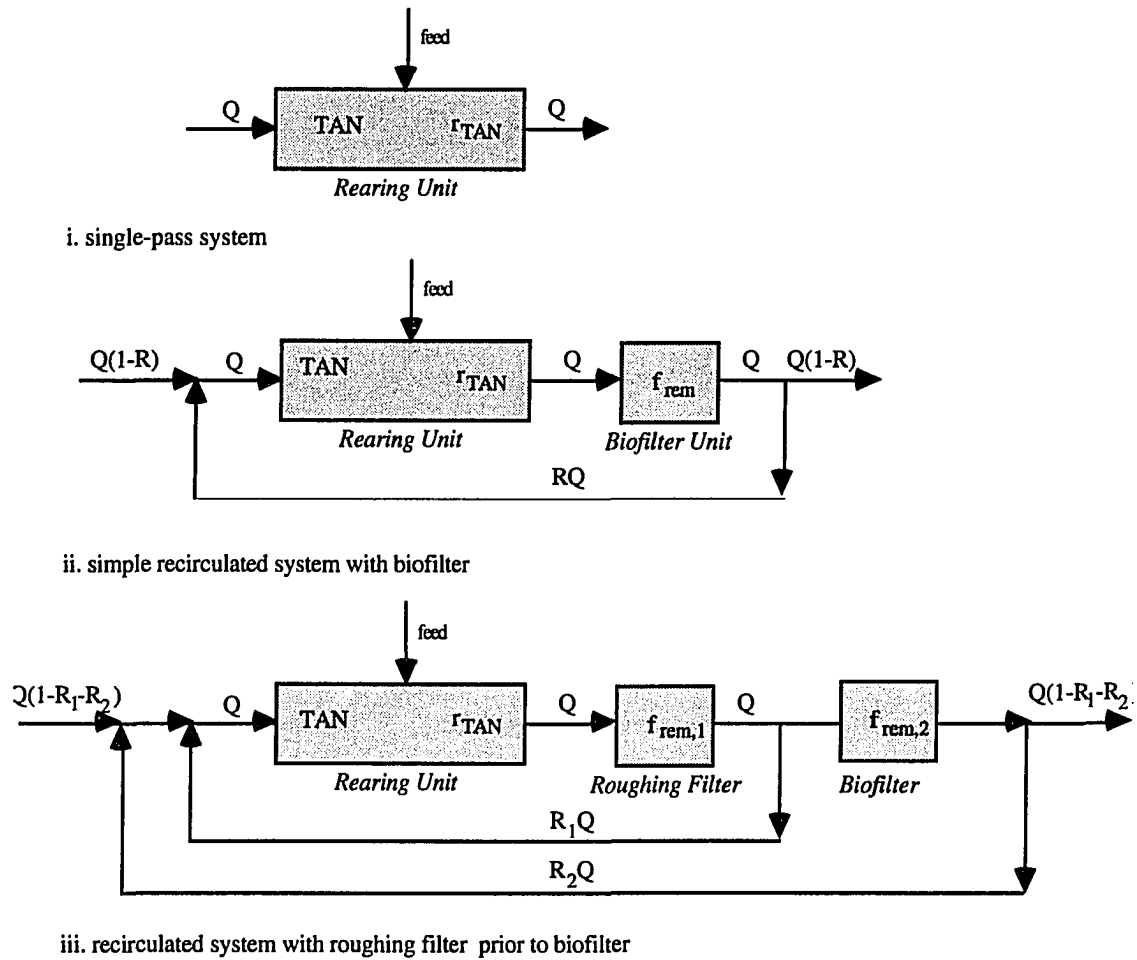 feed
Q Q
TAN r_TAN
Rearing Unit
i. single-pass system
feed
Q(1-R) Q Q Q Q(1-R)
TAN r_TAN f_rem
Rearing Unit Biofilter Unit
RQ
ii. simple recirculated system with biofilter
feed
Q(1-R_1-R_2) Q Q Q Q(1-R_1-R_2)
TAN r_TAN f_rem,1 f_rem,2
Rearing Unit Roughing Filter Biofilter
R_1Q
R_2Q
iii. recirculated system with roughing filter prior to biofilter